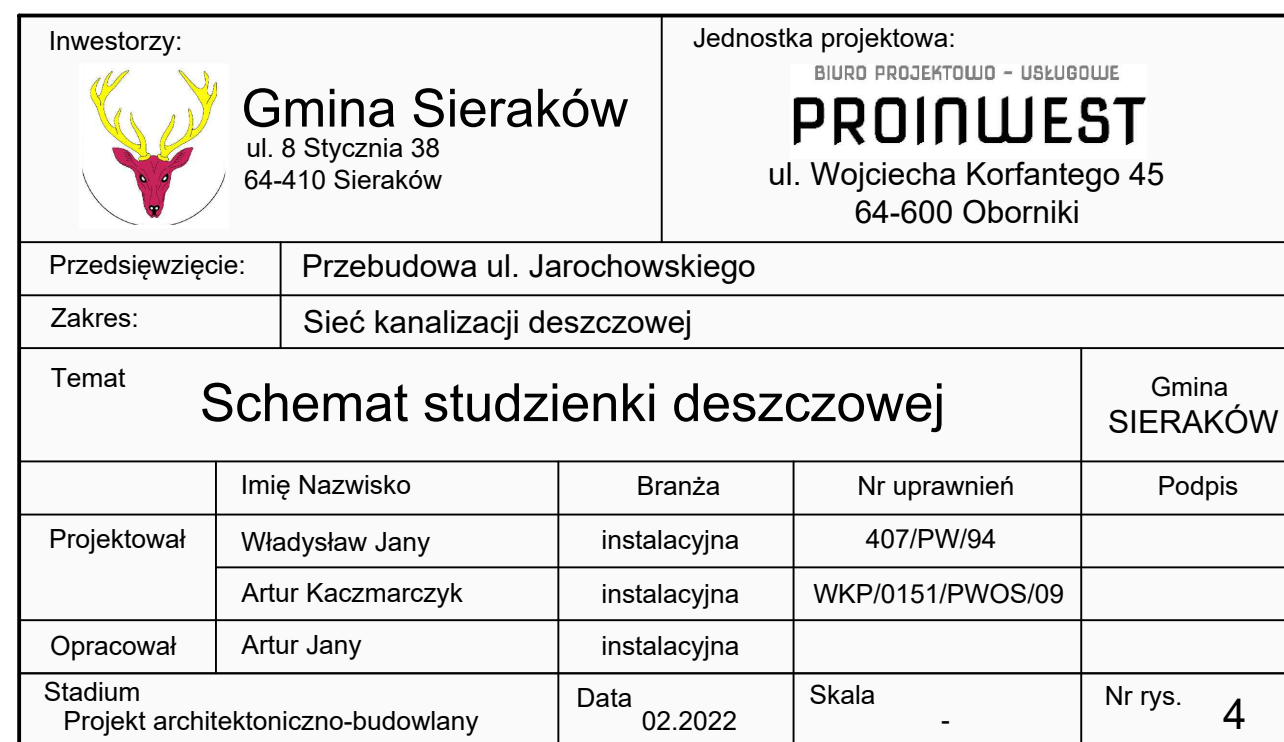 Inwestorzy:
Gmina Sieraków
ul. 8 Stycznia 38
64-410 Sieraków
Jednostka projektowa:
BIURO PROJEKTOWO - USŁUGOWE
PROINWEST
ul. Wojciecha Korfantego 45
64-600 Oborniki
Przedsięwzięcie: Przebudowa ul. Jarochowskiego
Zakres: Sieć kanalizacji deszczowej
Temat
Schemat studzienki deszczowej
Gmina
SIERAKÓW
Imię Nazwisko Branża Nr uprawnień Podpis
Projektował Władysław Jany instalacyjna 407/PW/94
Artur Kaczmarczyk instalacyjna WKP/0151/PWOS/09
Opracował Artur Jany instalacyjna
Stadium
Projekt architektoniczno-budowlany
Data
02.2022
Skala
-
Nr rys. 4